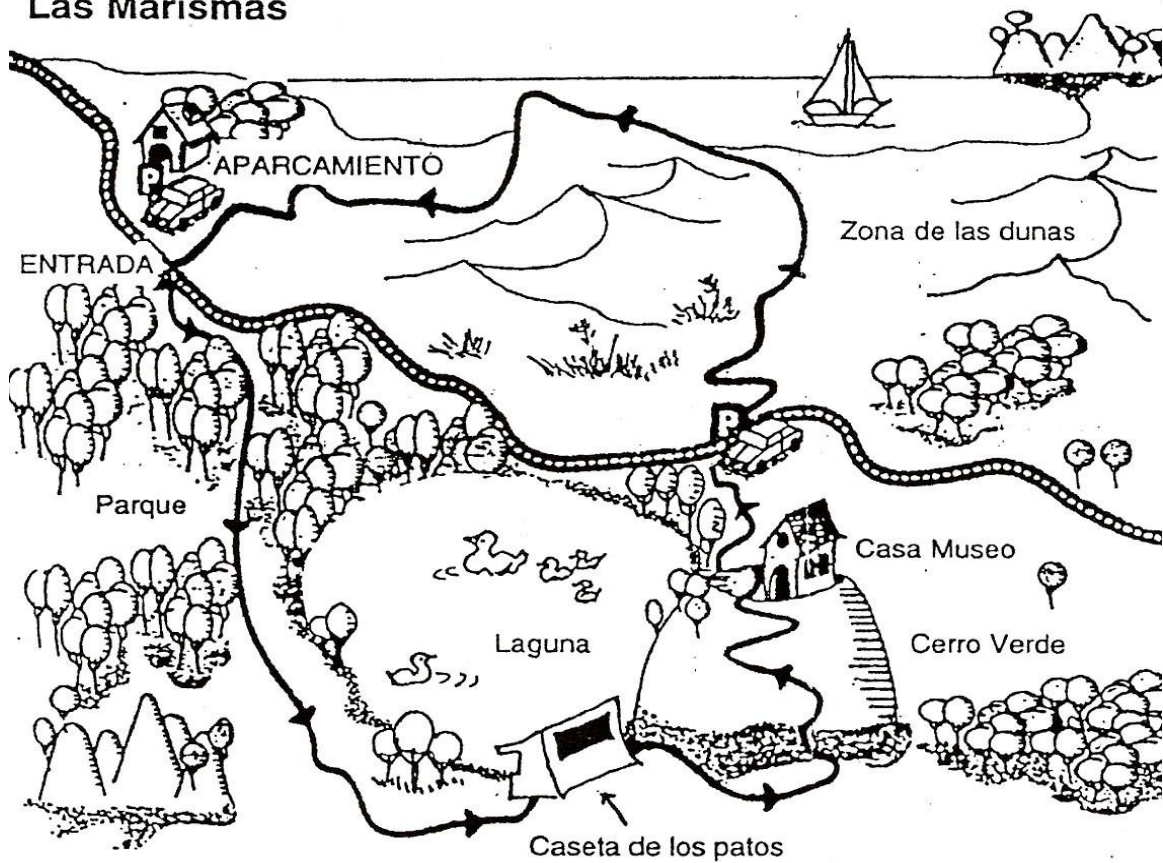 Las Marismas
APARCAMIENTO
P
Zona de las dunas
ENTRADA
P
Parque
Casa Museo
Laguna
Cerro Verde
Caseta de los patos